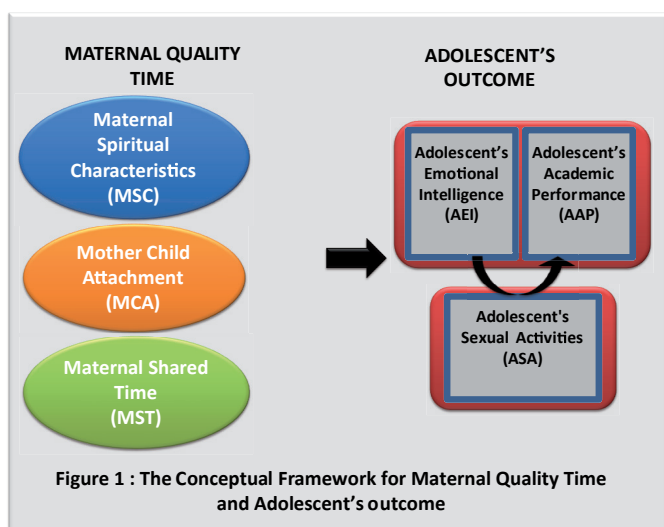 MATERNAL QUALITY
TIME
Maternal
Spiritual
Characteristics
(MSC)
Mother Child
Attachment
(MCA)
Maternal Shared
Time
(MST)
ADOLESCENT’S
OUTCOME
Adolescent’s
Emotional
Intelligence
(AEI)
Adolescent’s
Academic
Performance
(AAP)
Adolescent's
Sexual Activities
(ASA)
Figure 1 : The Conceptual Framework for Maternal Quality Time
and Adolescent’s outcome